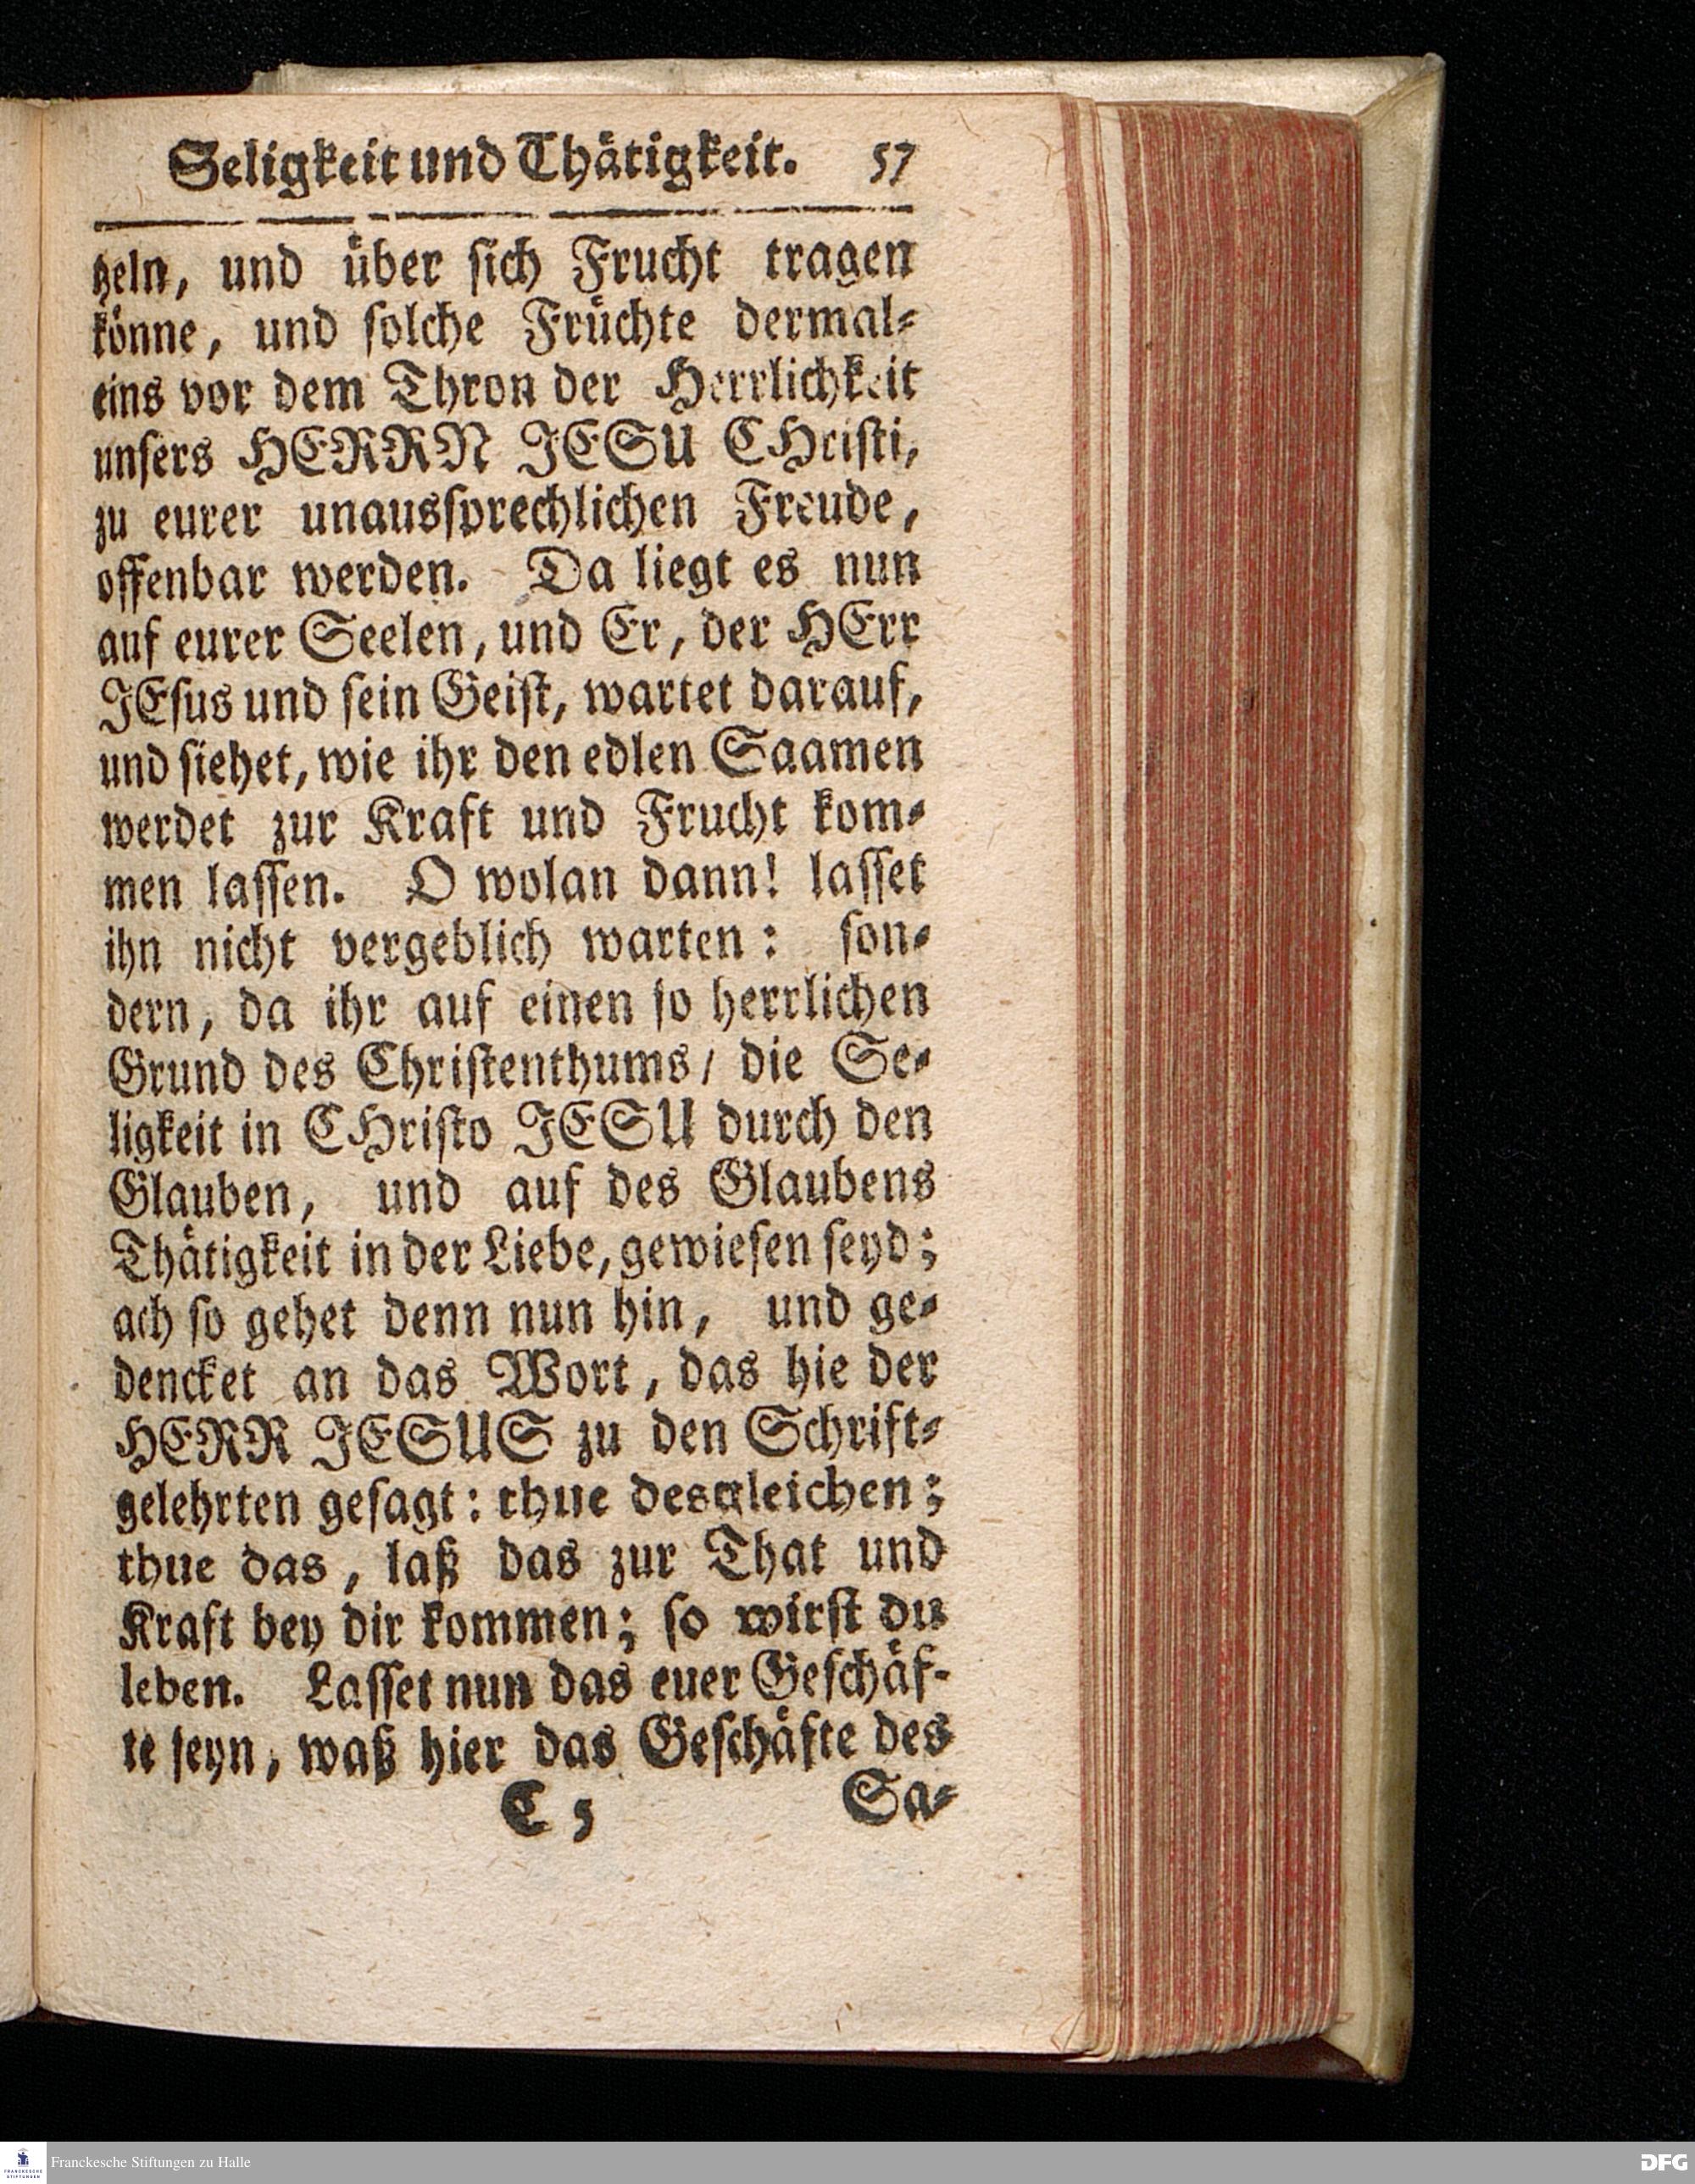 Seligkeit und Thätigkeit. 57
tzeln, und über sich Frucht tragen
könne, und solche Früchte dermal-
eins vor dem Thron der Herrlichkeit
unsers HERRN JESU CHristi,
zu eurer unaussprechlichen Freude,
offenbar werden. Da liegt es nun
auf eurer Seelen, und Er, der HErr
JEsus und sein Geist, wartet darauf,
und siehet, wie ihr den edlen Saamen
werdet zur Kraft und Frucht kom-
men lassen. O wolan dann! lasset
ihn nicht vergeblich warten: son-
dern, da ihr auf einen so herrlichen
Grund des Christenthums / die Se-
ligkeit in CHristo JESU durch den
Glauben, und auf des Glaubens
Thätigkeit in der Liebe, gewiesen seyd;
ach so gehet denn nun hin, und ge-
dencket an das Wort, das hie der
HERR JESUS zu den Schrift-
gelehrten gesagt: thue desgleichen;
thue das, laß das zur That und
Kraft bey dir kommen; so wirst du
leben. Lasset nun das euer Geschäf-
te seyn, waß hier das Geschäfte des
C 5 Sa-
FRANCKESCHE STIFTUNGEN
Franckesche Stiftungen zu Halle
DFG